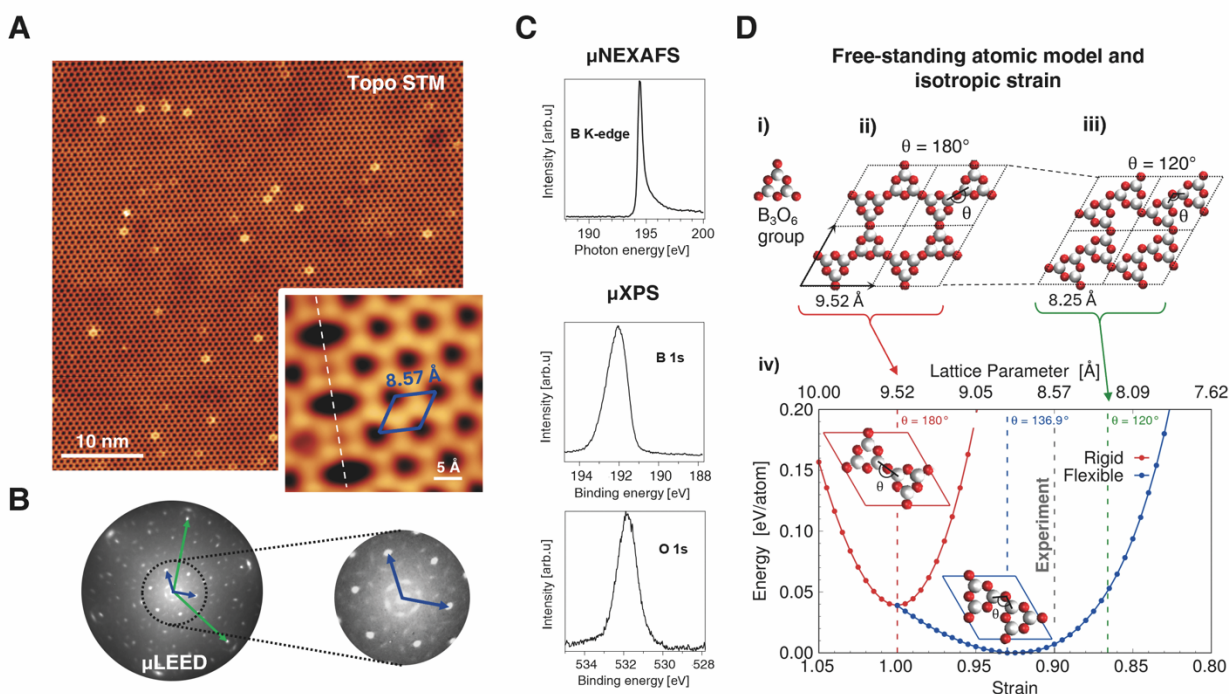 A
Topo STM
10 nm
8.57 Å
5 Å
B
μLEED
C
μNEXAFS
B K-edge
Intensity [arb.u]
190
195
200
Photon energy [eV]
μXPS
B 1s
Intensity [arb.u]
194
192
190
188
Binding energy [eV]
O 1s
Intensity [arb.u]
534
532
530
528
Binding energy [eV]
D
Free-standing atomic model and
isotropic strain
i)
B₃O₆
group
ii)
θ = 180°
θ
9.52 Å
iii)
θ = 120°
θ
8.25 Å
iv)
Lattice Parameter [Å]
10.00
9.52
9.05
8.57
8.09
7.62
θ = 180°
θ = 136.9°
θ = 120°
Rigid
Flexible
Experiment
θ
θ
Energy [eV/atom]
0.20
0.15
0.10
0.05
0.00
1.05
1.00
0.95
0.90
0.85
0.80
Strain